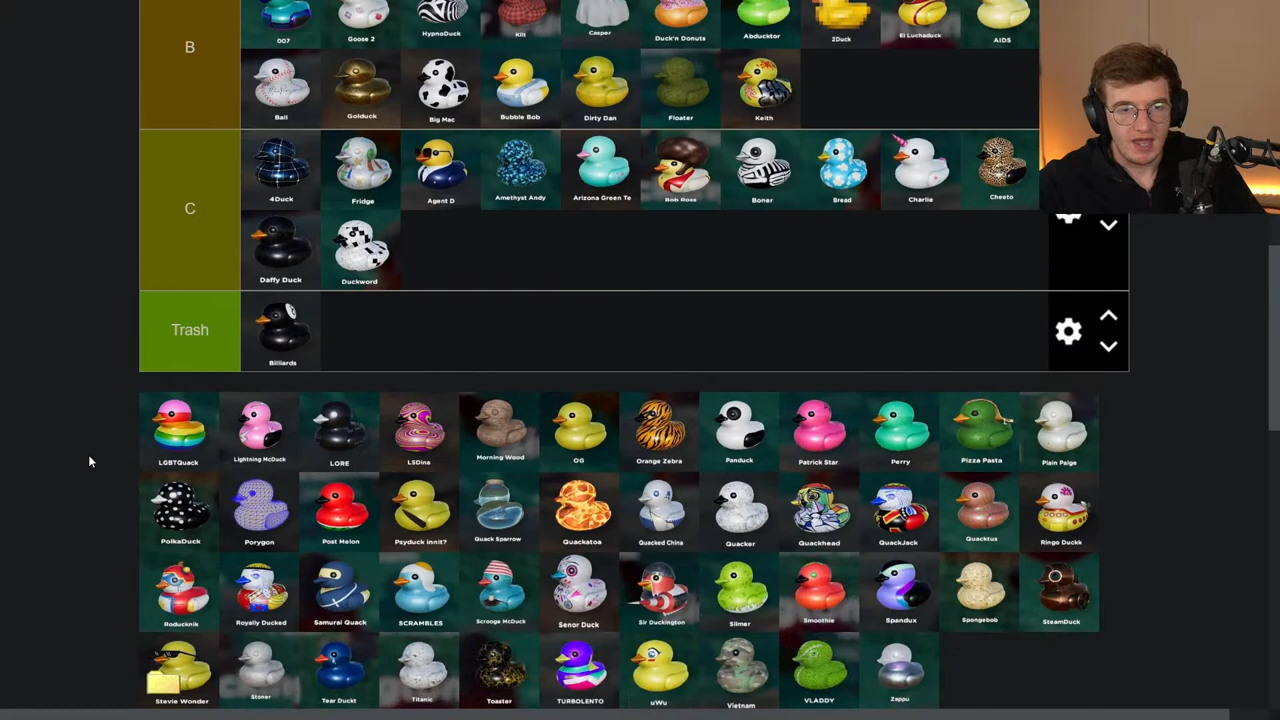 B
007
Goose 2
HypnoDuck
Kilt
Casper
Duck'n Donuts
Abducktor
2Duck
El Luchaduck
AIDS
Ball
Golduck
Big Mac
Bubble Bob
Dirty Dan
Floater
Keith
C
4Duck
Fridge
Agent D
Amethyst Andy
Arizona Green Te
Bob Ross
Boner
Bread
Charlie
Cheeto
Daffy Duck
Duckword
Trash
Billiards
LGBTQuack
Lightning McDuck
LORE
LSDina
Morning Wood
OG
Orange Zebra
Panduck
Patrick Star
Perry
Pizza Pasta
Plain Paige
PolkaDuck
Porygon
Post Melon
Psyduck innit?
Quack Sparrow
Quackatoa
Quacked China
Quacker
Quackhead
QuackJack
Quacktus
Ringo Duckk
Roducknik
Royally Ducked
Samurai Quack
SCRAMBLES
Scrooge McDuck
Senor Duck
Sir Duckington
Slimer
Smoothie
Spandux
Spongebob
SteamDuck
Stevie Wonder
Stoner
Tear Duckt
Titanic
Toaster
TURBOLENTO
uWu
Vietnam
VLADDY
Zappu